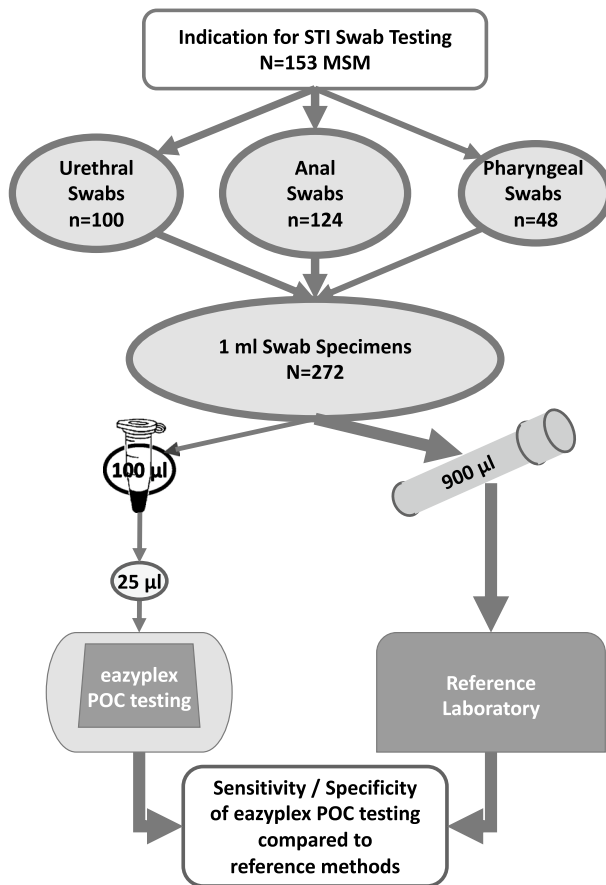 Indication for STI Swab Testing
N=153 MSM
Urethral
Swabs
n=100
Anal
Swabs
n=124
Pharyngeal
Swabs
n=48
1 ml Swab Specimens
N=272
100 µl
900 µl
25 µl
eazyplex
POC testing
Reference
Laboratory
Sensitivity / Specificity
of eazyplex POC testing
compared to
reference methods